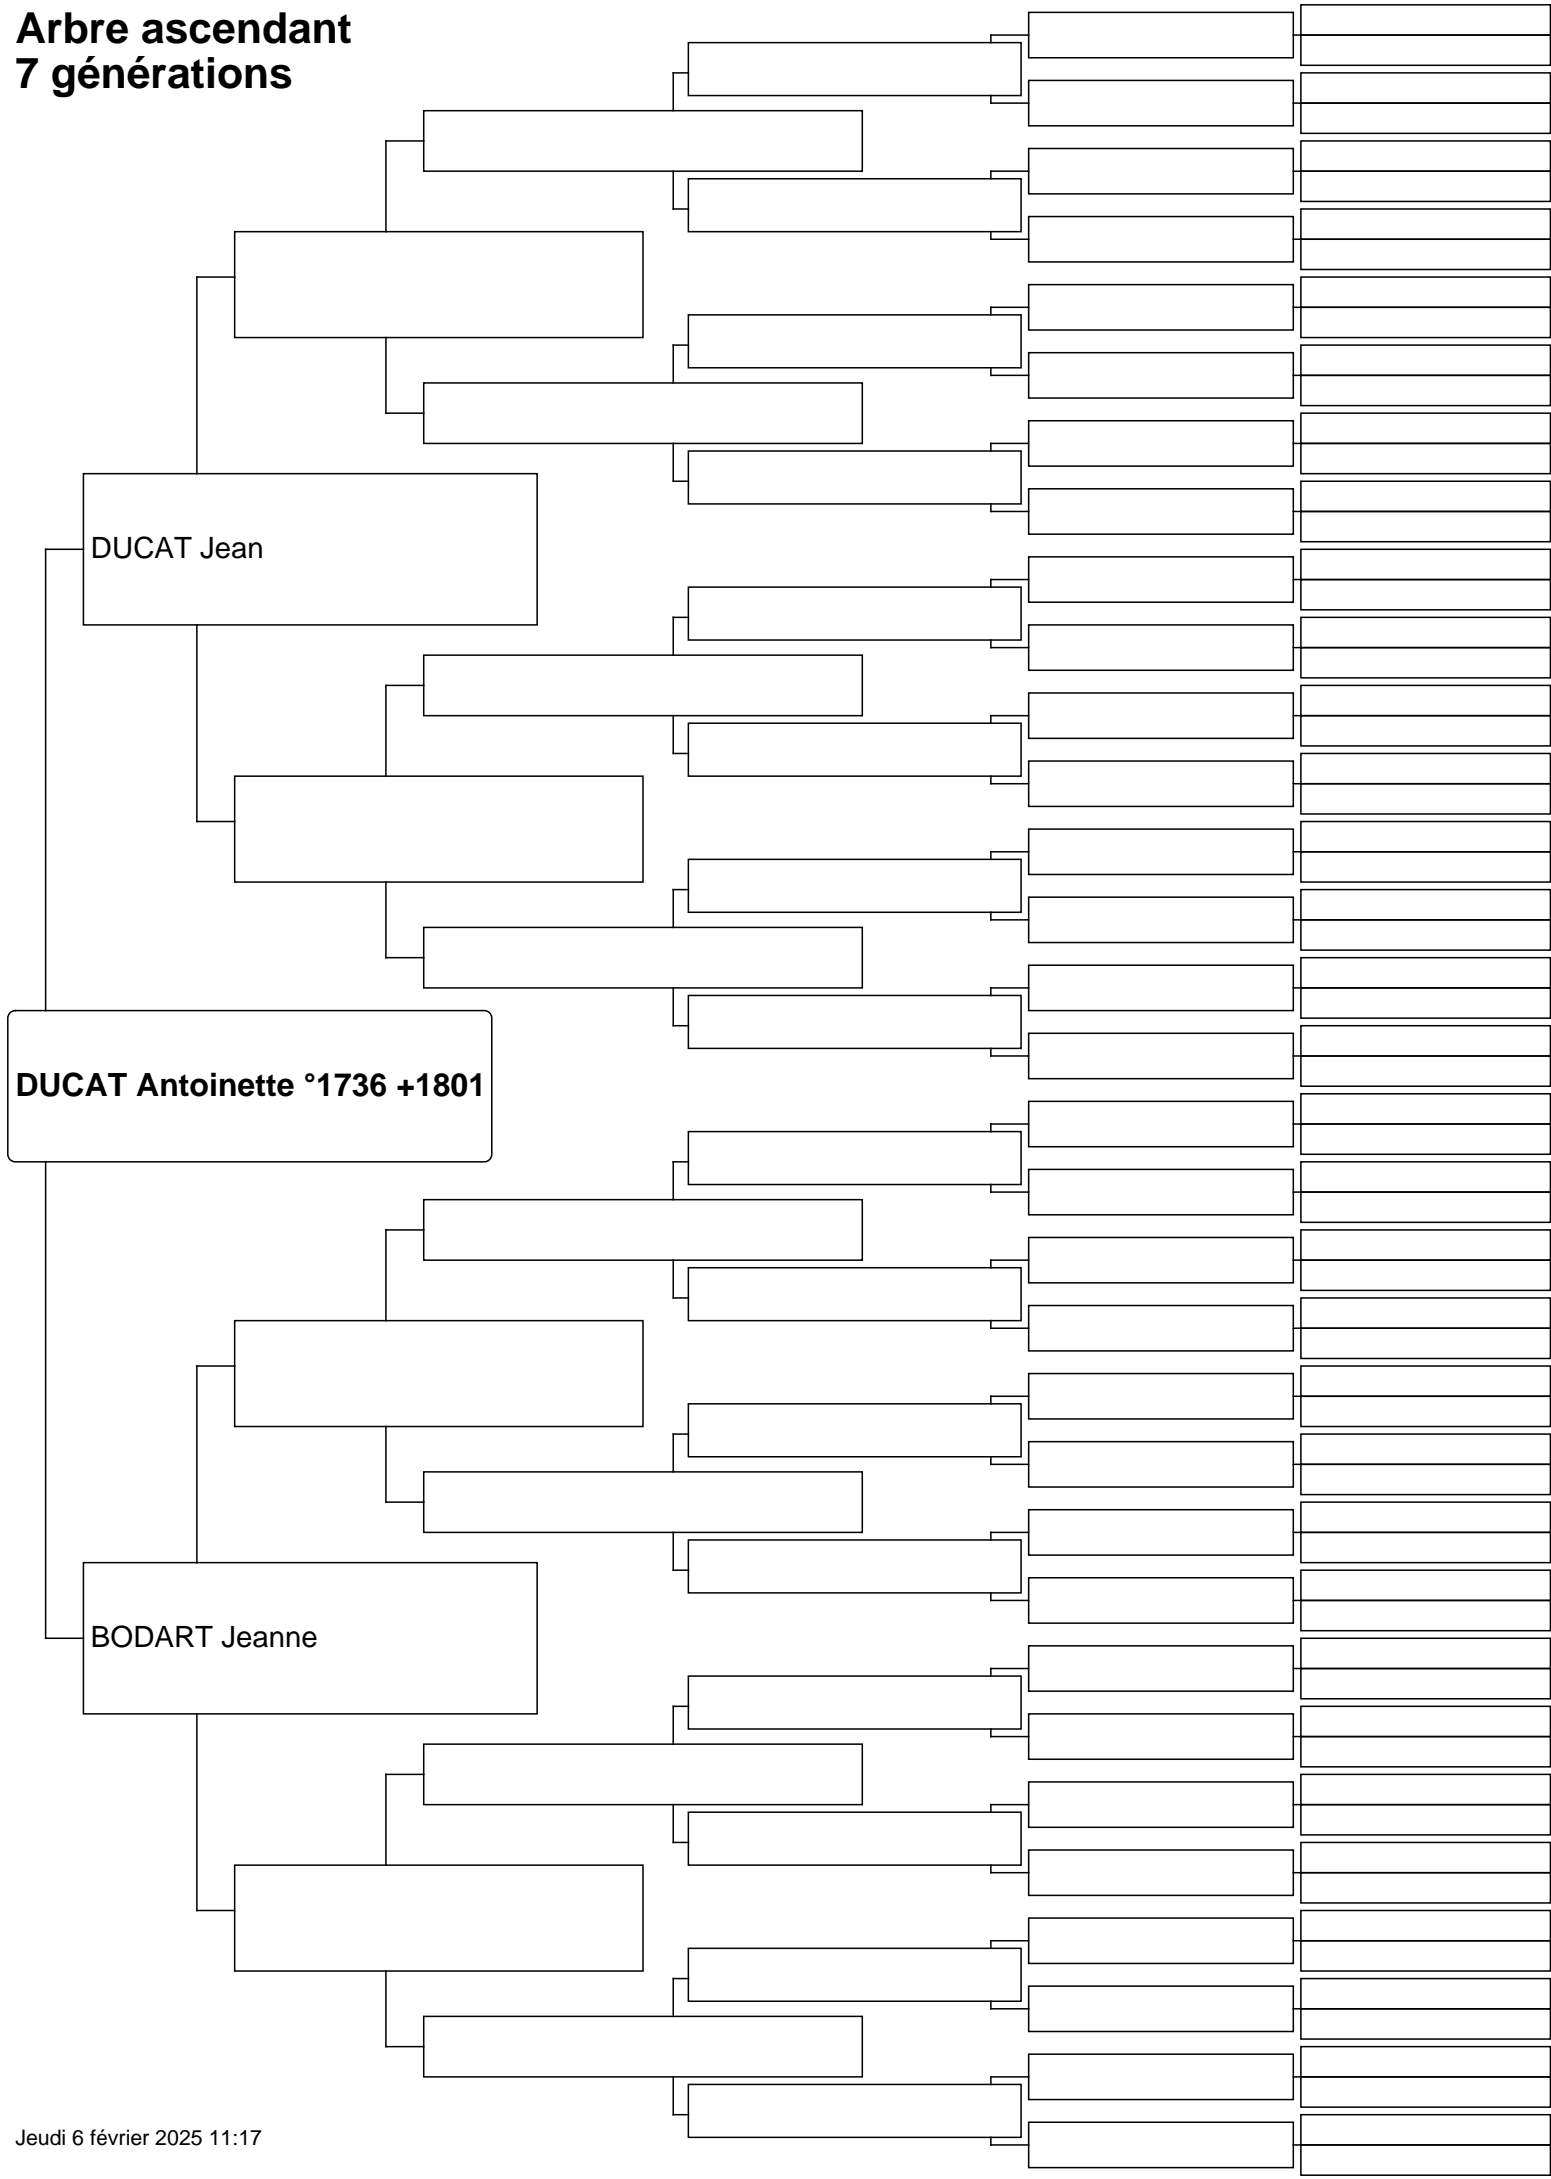 Arbre ascendant
7 générations
DUCAT Jean
DUCAT Antoinette °1736 +1801
BODART Jeanne
Jeudi 6 février 2025 11:17